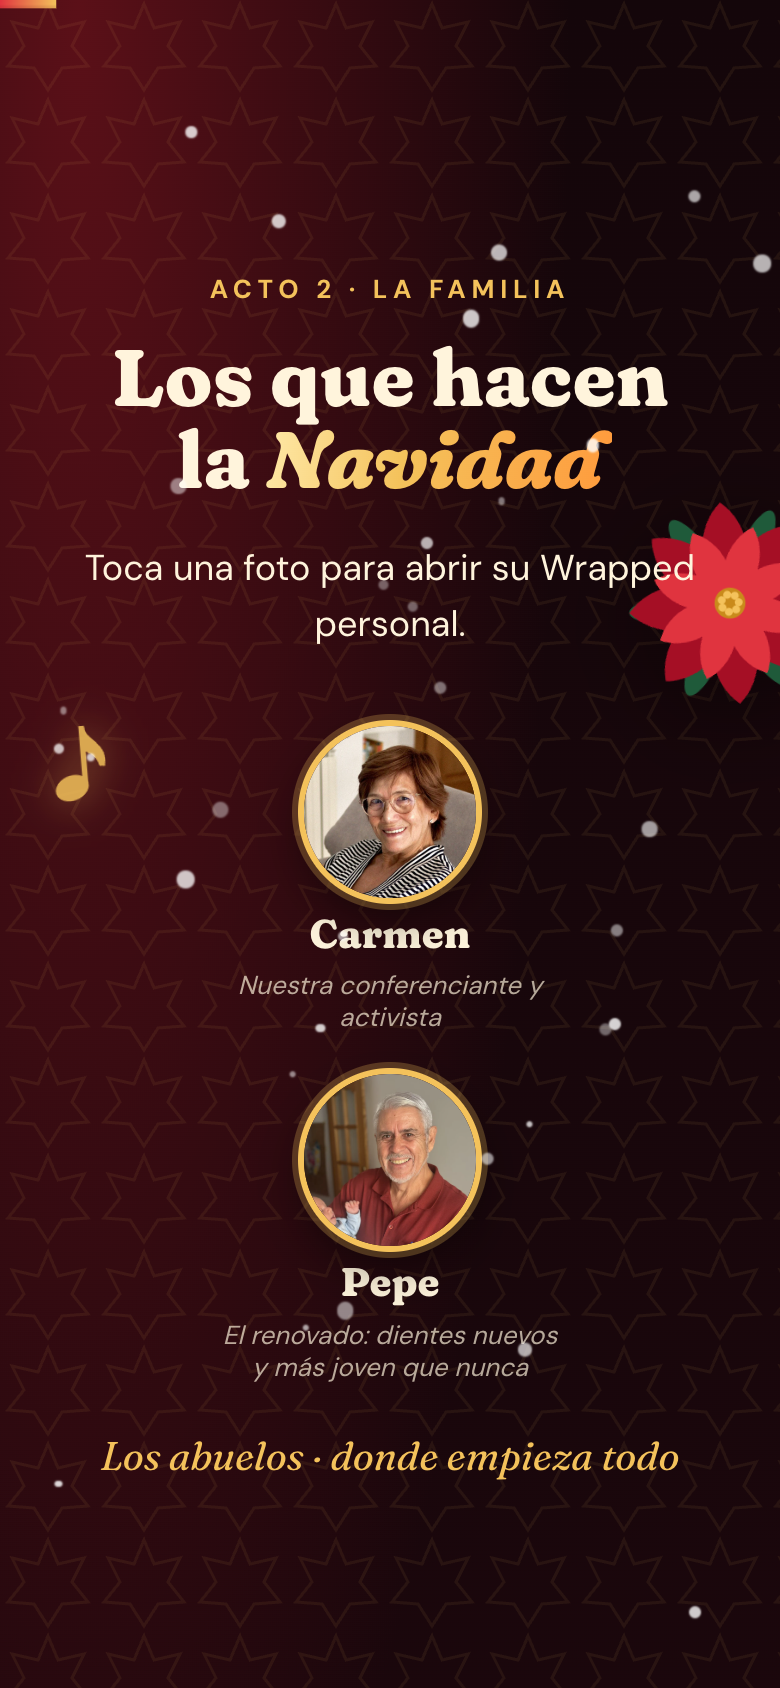 ACTO 2 · LA FAMILIA
Los que hacen
la Navidad
Toca una foto para abrir su Wrapped
personal.
Carmen
Nuestra conferenciante y
activista
Pepe
El renovado: dientes nuevos
y más joven que nunca
Los abuelos · donde empieza todo